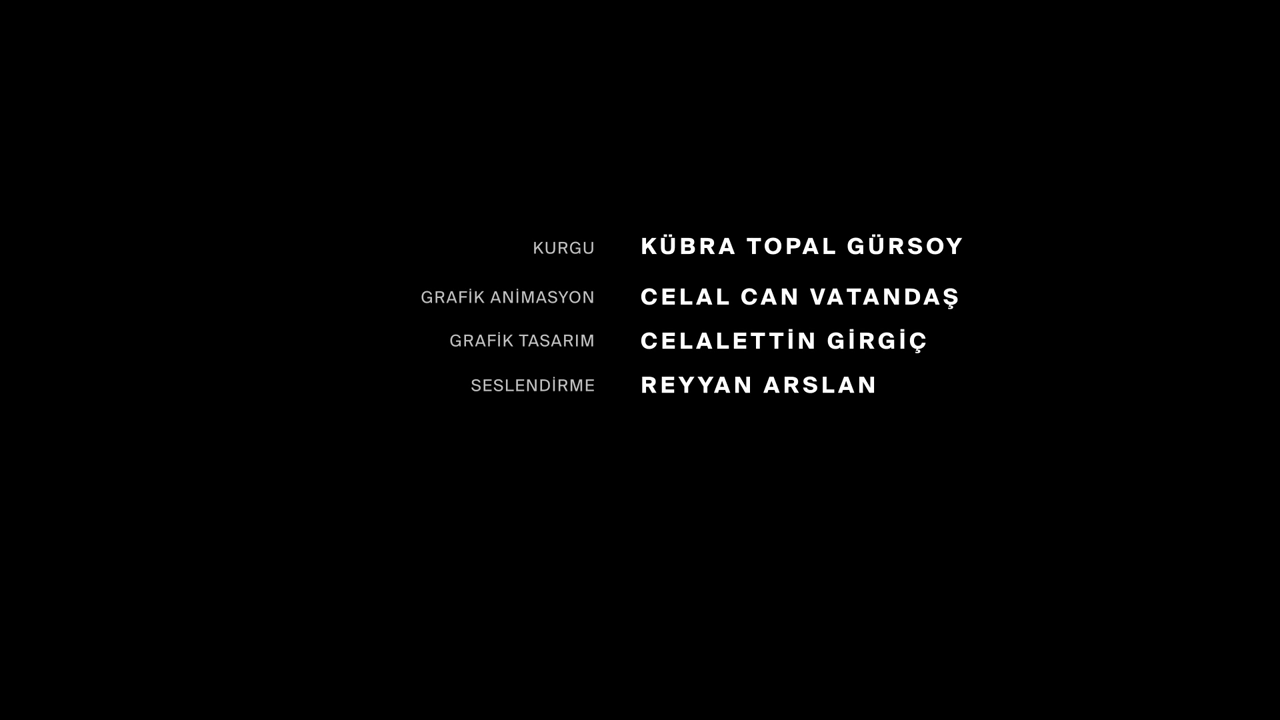 KURGU KÜBRA TOPAL GÜRSOY
GRAFİK ANİMASYON CELAL CAN VATANDAŞ
GRAFİK TASARIM CELALETTİN GİRGİÇ
SESLENDİRME REYYAN ARSLAN